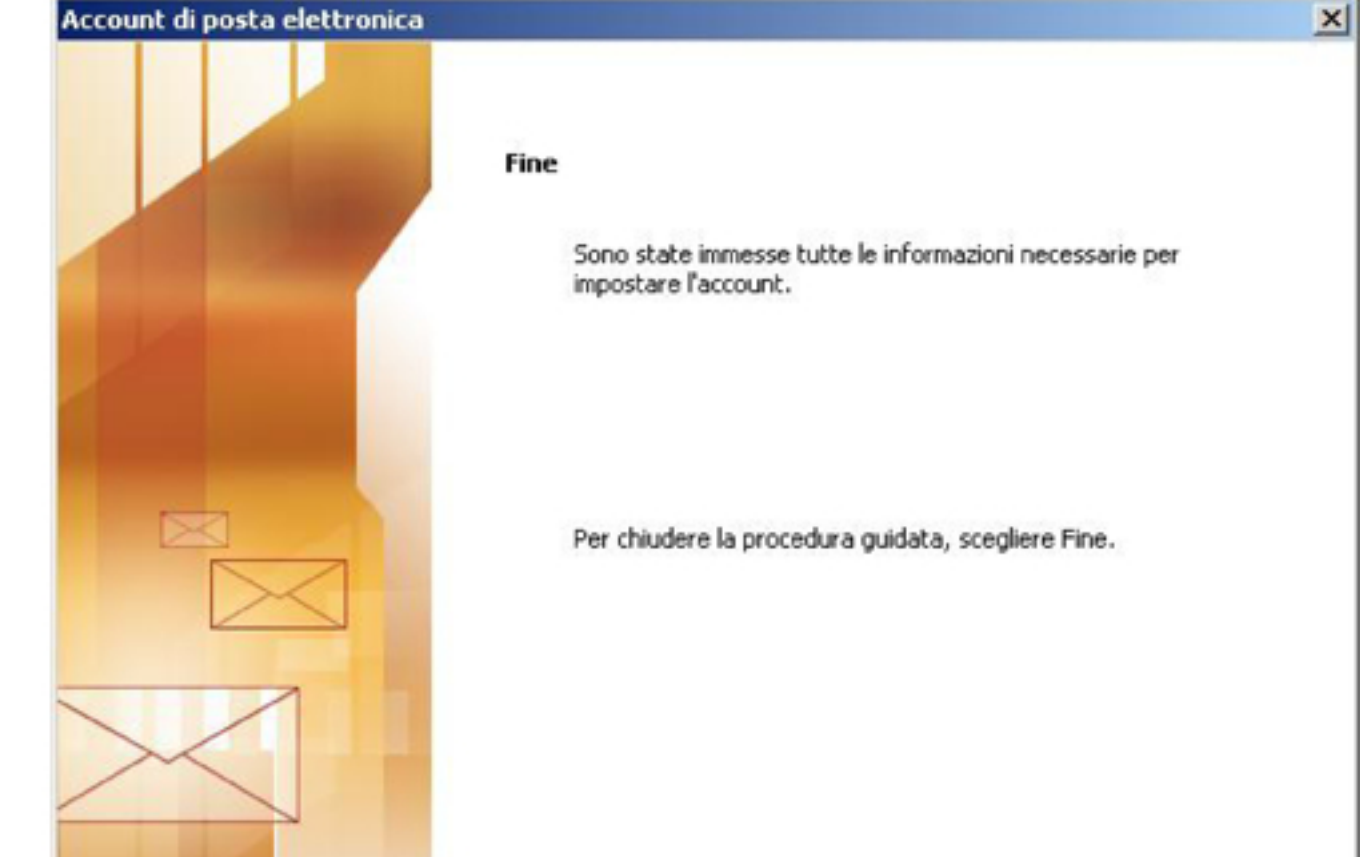 Account di posta elettronica
Fine
Sono state immesse tutte le informazioni necessarie per
impostare l'account.
Per chiudere la procedura guidata, scegliere Fine.